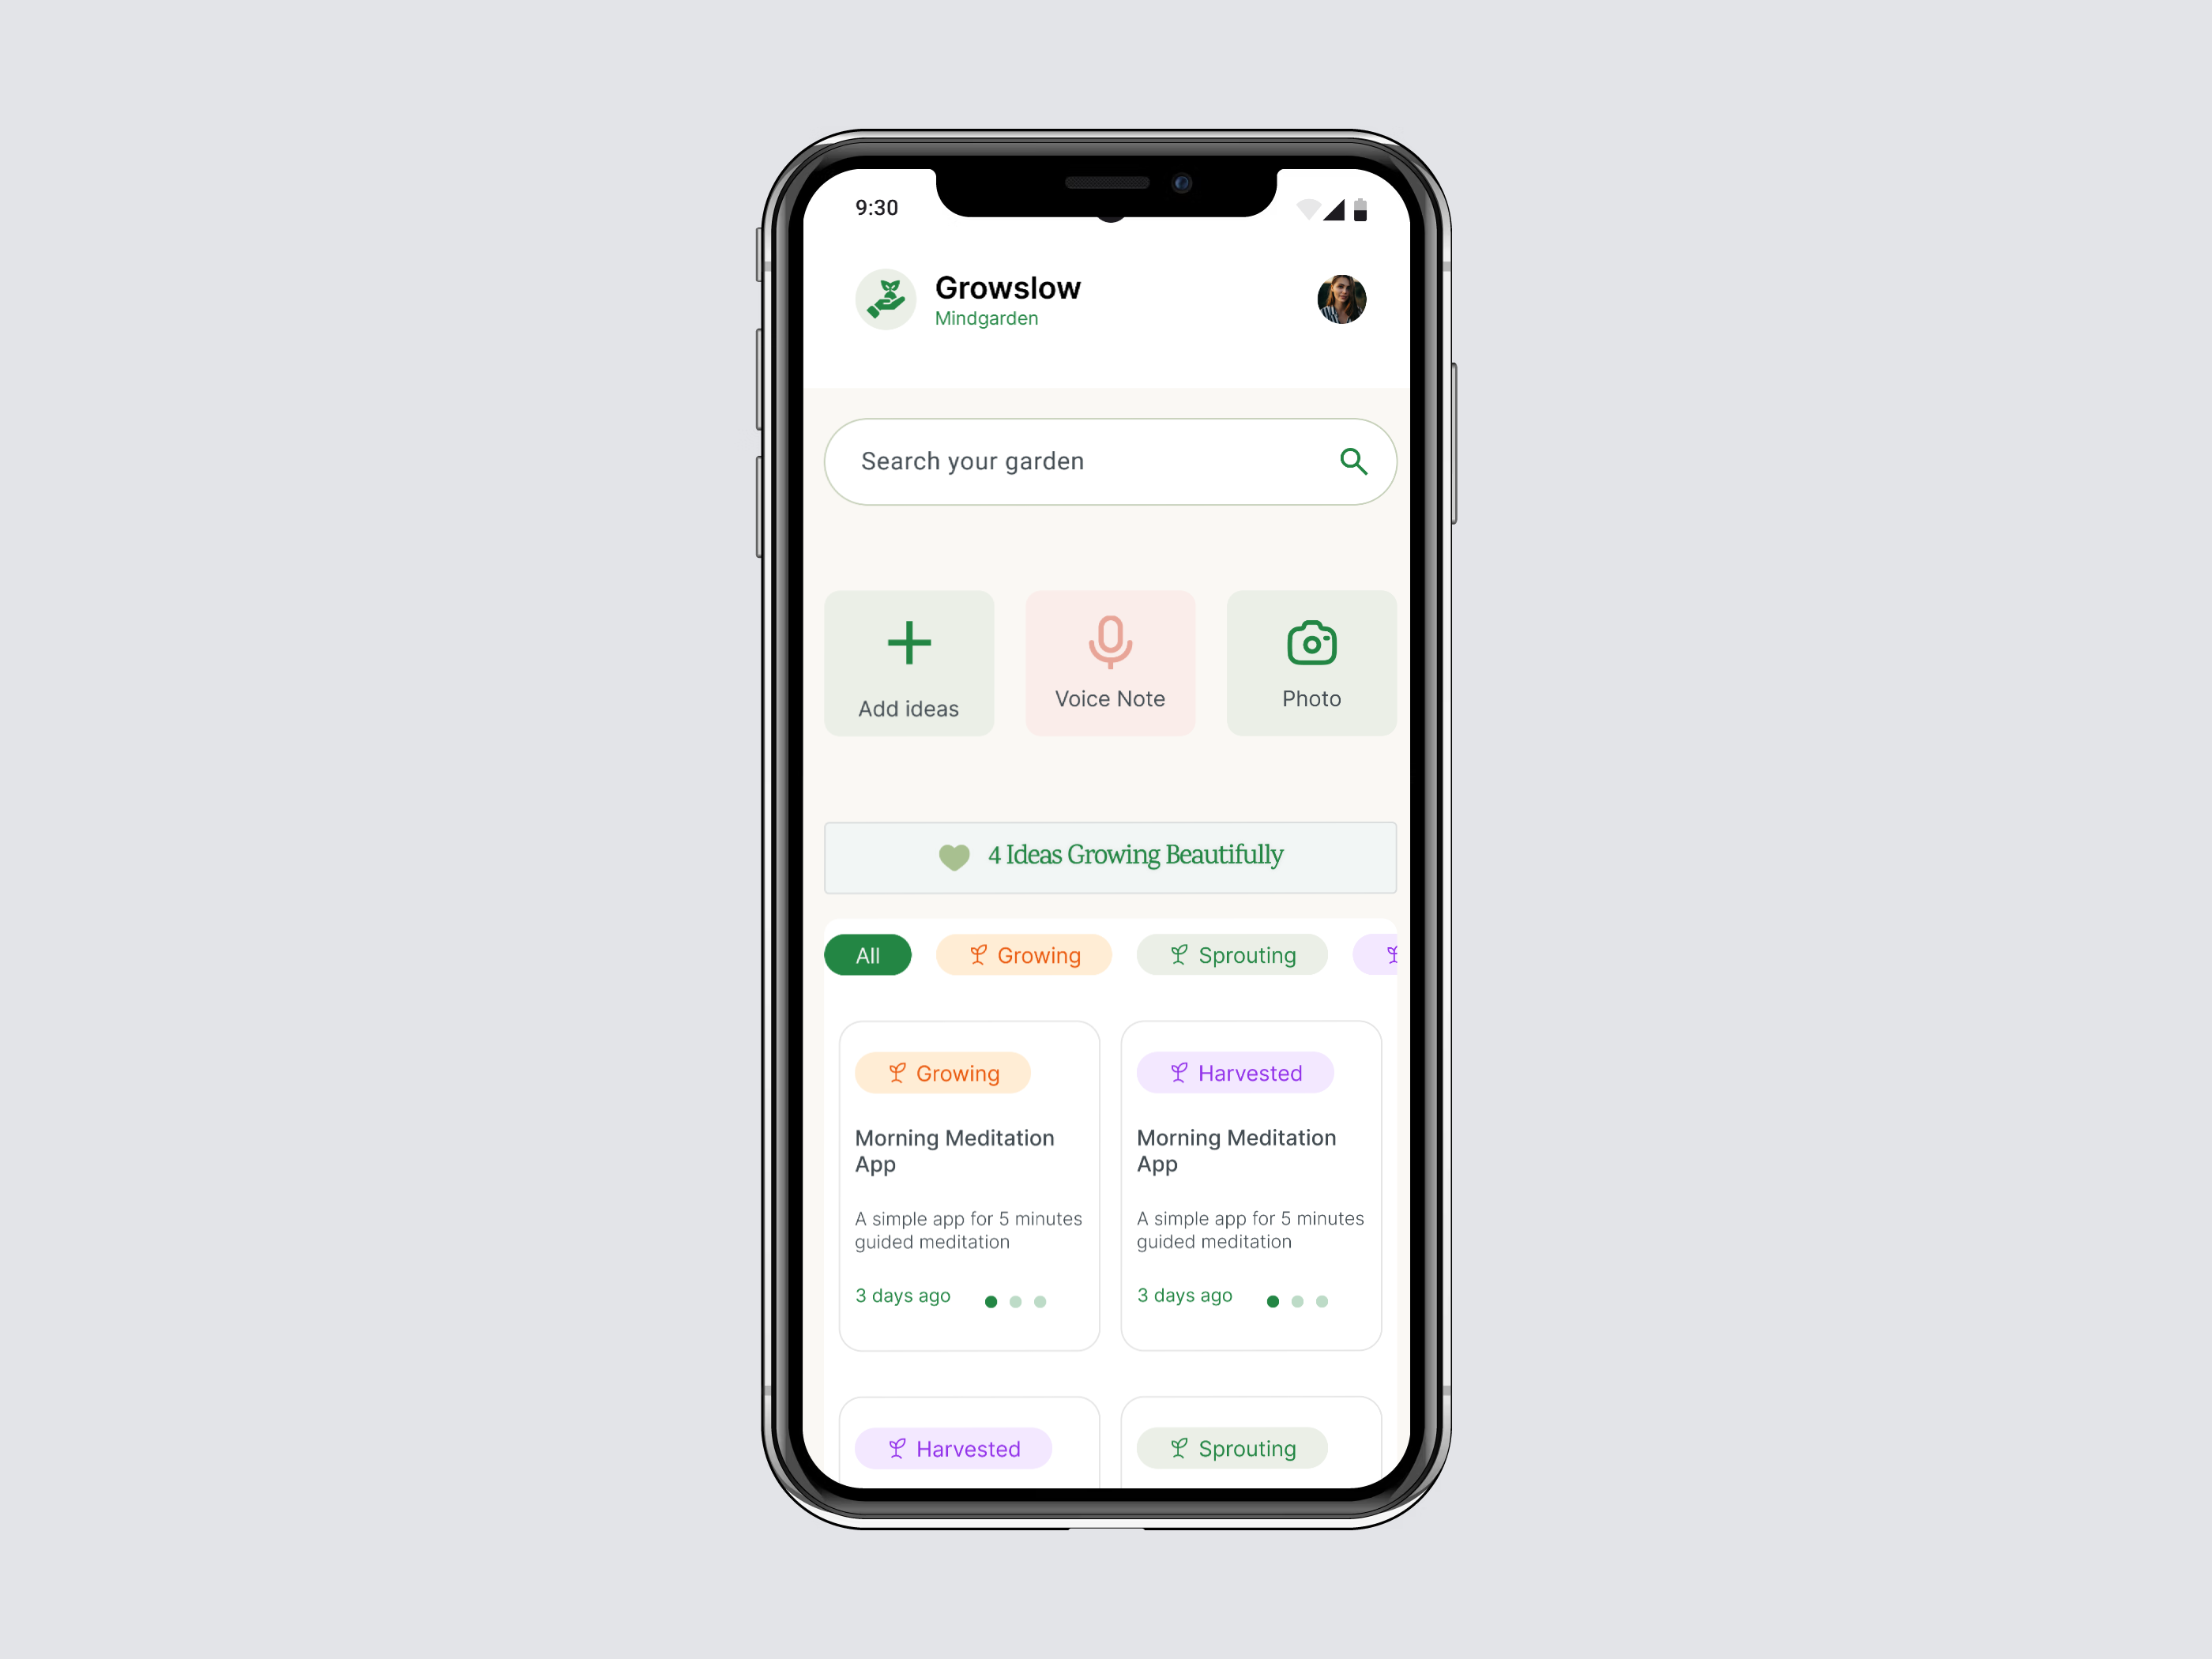 9:30
Growslow
Mindgarden
Search your garden
Add ideas
Voice Note
Photo
4 Ideas Growing Beautifully
All
Growing
Sprouting
Growing
Harvested
Morning Meditation
App
Morning Meditation
App
A simple app for 5 minutes
guided meditation
A simple app for 5 minutes
guided meditation
3 days ago
3 days ago
Harvested
Sprouting